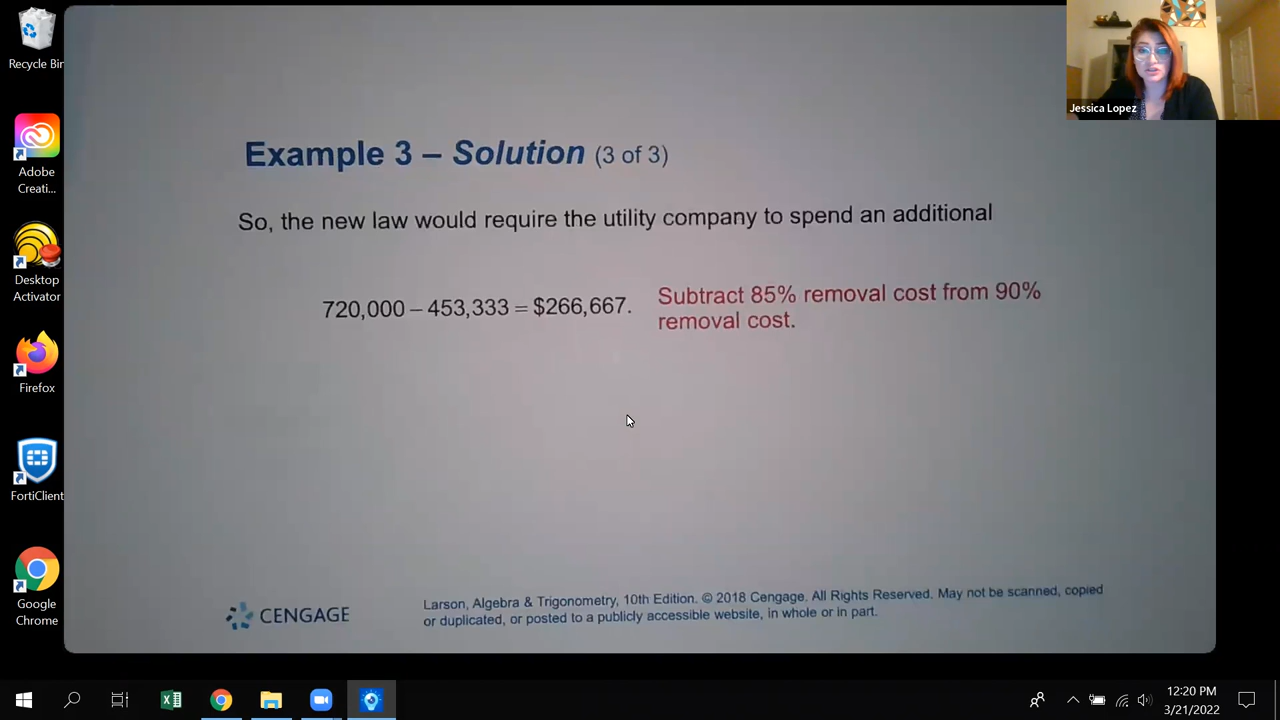 Recycle Bin
Adobe
Creati...
Desktop
Activator
Firefox
FortiClient
Google
Chrome
Jessica Lopez
Example 3 – Solution (3 of 3)
So, the new law would require the utility company to spend an additional
720,000 – 453,333 = $266,667.
Subtract 85% removal cost from 90%
removal cost.
CENGAGE
Larson, Algebra & Trigonometry, 10th Edition. © 2018 Cengage. All Rights Reserved. May not be scanned, copied
or duplicated, or posted to a publicly accessible website, in whole or in part.
12:20 PM
3/21/2022